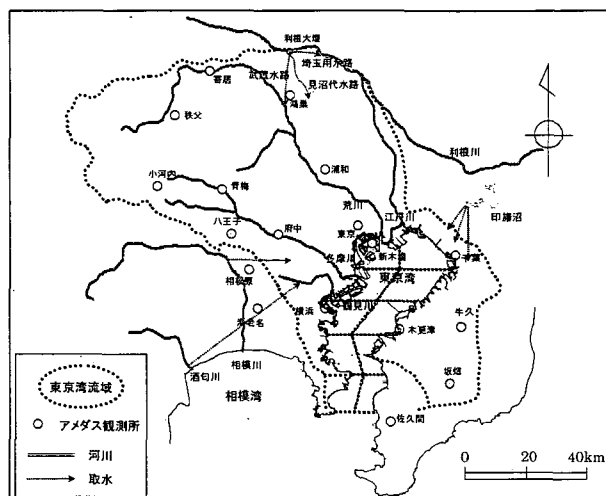 利根大堰
埼玉用水路
武蔵水路
見沼代水路
寄居
鴻巣
秩父
利根川
浦和
小河内
青梅
荒川
江戸川
印旛沼
八王子
府中
東京
新木場
千葉
多摩川
東京湾
相模原
海老名
横浜
鶴見川
牛久
木更津
坂畑
酒匂川
相模川
相模湾
佐久間
東京湾流域
アメダス観測所
河川
取水
0 20 40km